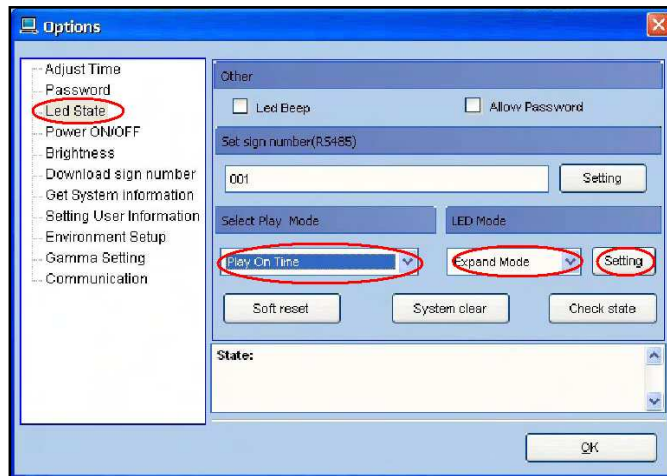 Options
Adjust Time
Password
Led State
Power ON/OFF
Brightness
Download sign number
Get System information
Setting User Information
Environment Setup
Gamma Setting
Communication
Other
Led Beep
Allow Password
Set sign number(RS485)
001
Setting
Select Play Mode
LED Mode
Play On Time
Expand Mode
Setting
Soft reset
System clear
Check state
State:
OK